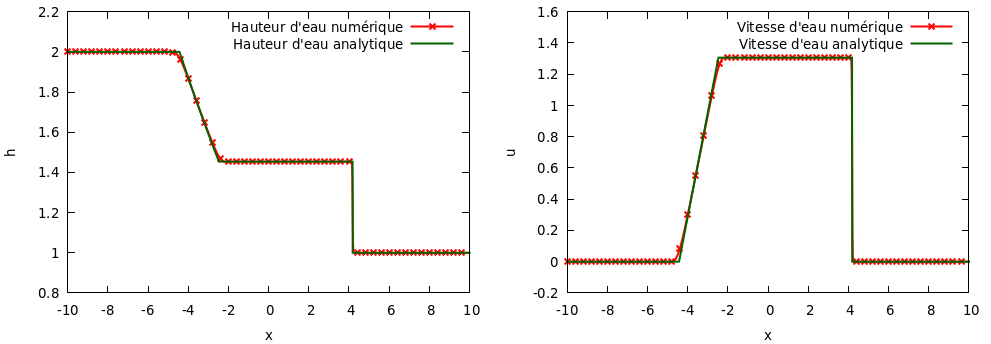 2.2
2
1.8
1.6
1.4
1.2
1
0.8
-10 -8 -6 -4 -2 0 2 4 6 8 10
h
x
Hauteur d'eau numérique
Hauteur d'eau analytique
1.6
1.4
1.2
1
0.8
0.6
0.4
0.2
0
-0.2
-10 -8 -6 -4 -2 0 2 4 6 8 10
u
x
Vitesse d'eau numérique
Vitesse d'eau analytique